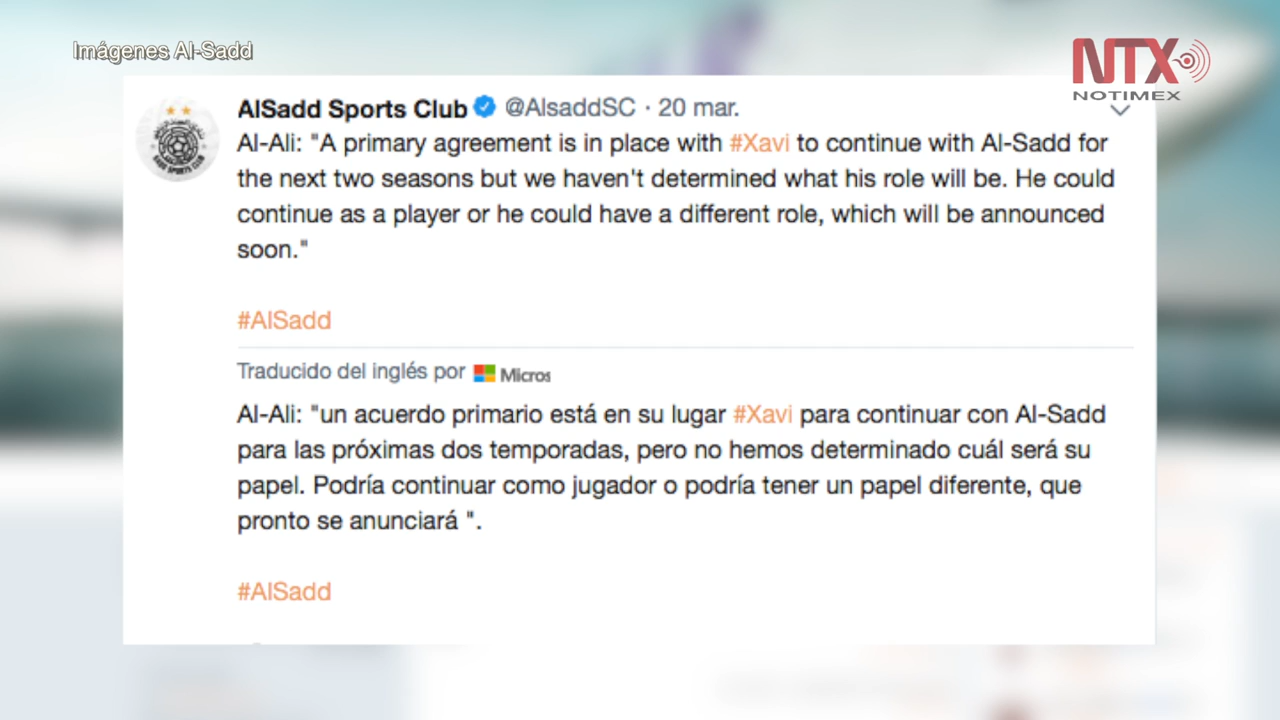 Imágenes Al-Sadd
NTX
NOTIMEX
AlSadd Sports Club @AlsaddSC · 20 mar.
Al-Ali: "A primary agreement is in place with #Xavi to continue with Al-Sadd for
the next two seasons but we haven't determined what his role will be. He could
continue as a player or he could have a different role, which will be announced
soon."
#AlSadd
Traducido del inglés por Micros
Al-Ali: "un acuerdo primario está en su lugar #Xavi para continuar con Al-Sadd
para las próximas dos temporadas, pero no hemos determinado cuál será su
papel. Podría continuar como jugador o podría tener un papel diferente, que
pronto se anunciará ".
#AlSadd